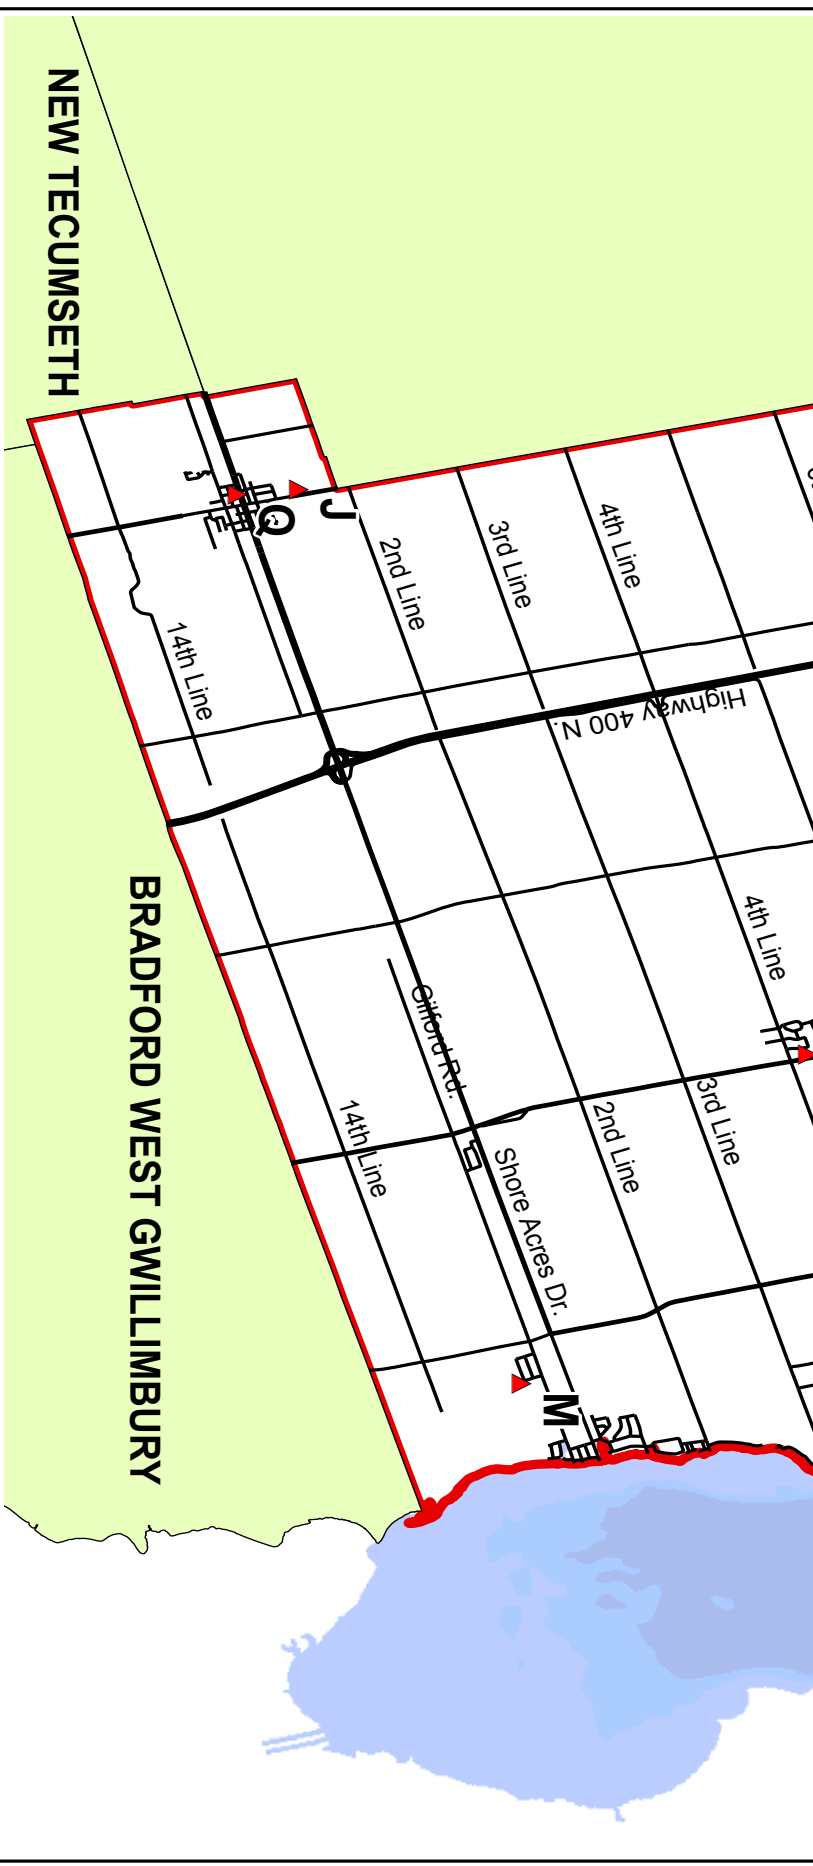 NEW TECUMSETH
J
Q
2nd Line
3rd Line
4th Line
14th Line
Highway 400 N.
BRADFORD WEST GWILLIMBURY
4th Line
Gilford Rd.
14th Line
2nd Line
3rd Line
Shore Acres Dr.
M